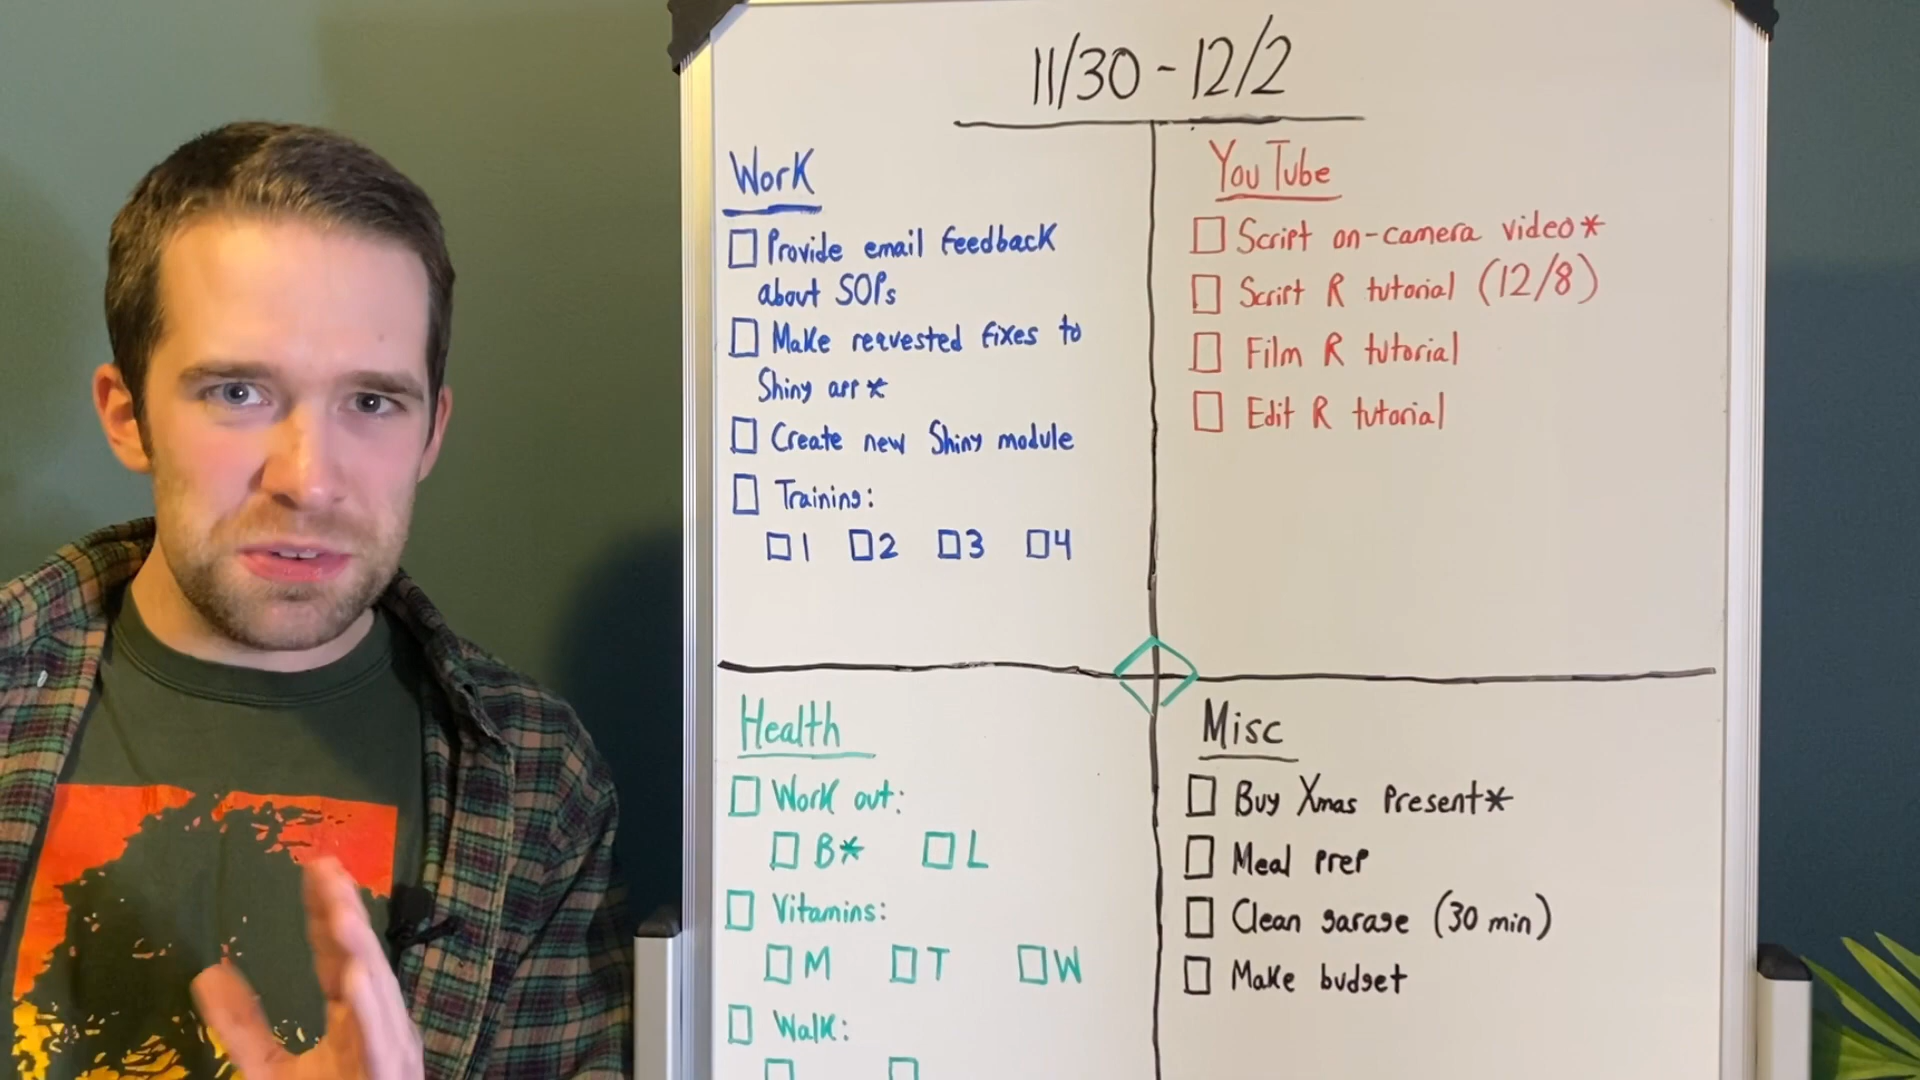 11/30 - 12/2
Work
Provide email feedback
about SOPs
Make requested fixes to
Shiny app*
Create new Shiny module
Training:
1 2 3 4
YouTube
Script on-camera video*
Script R tutorial (12/8)
Film R tutorial
Edit R tutorial
Health
Work out:
B* L
Vitamins:
M T W
Walk:
Misc
Buy Xmas Present*
Meal prep
Clean garage (30 min)
Make budget